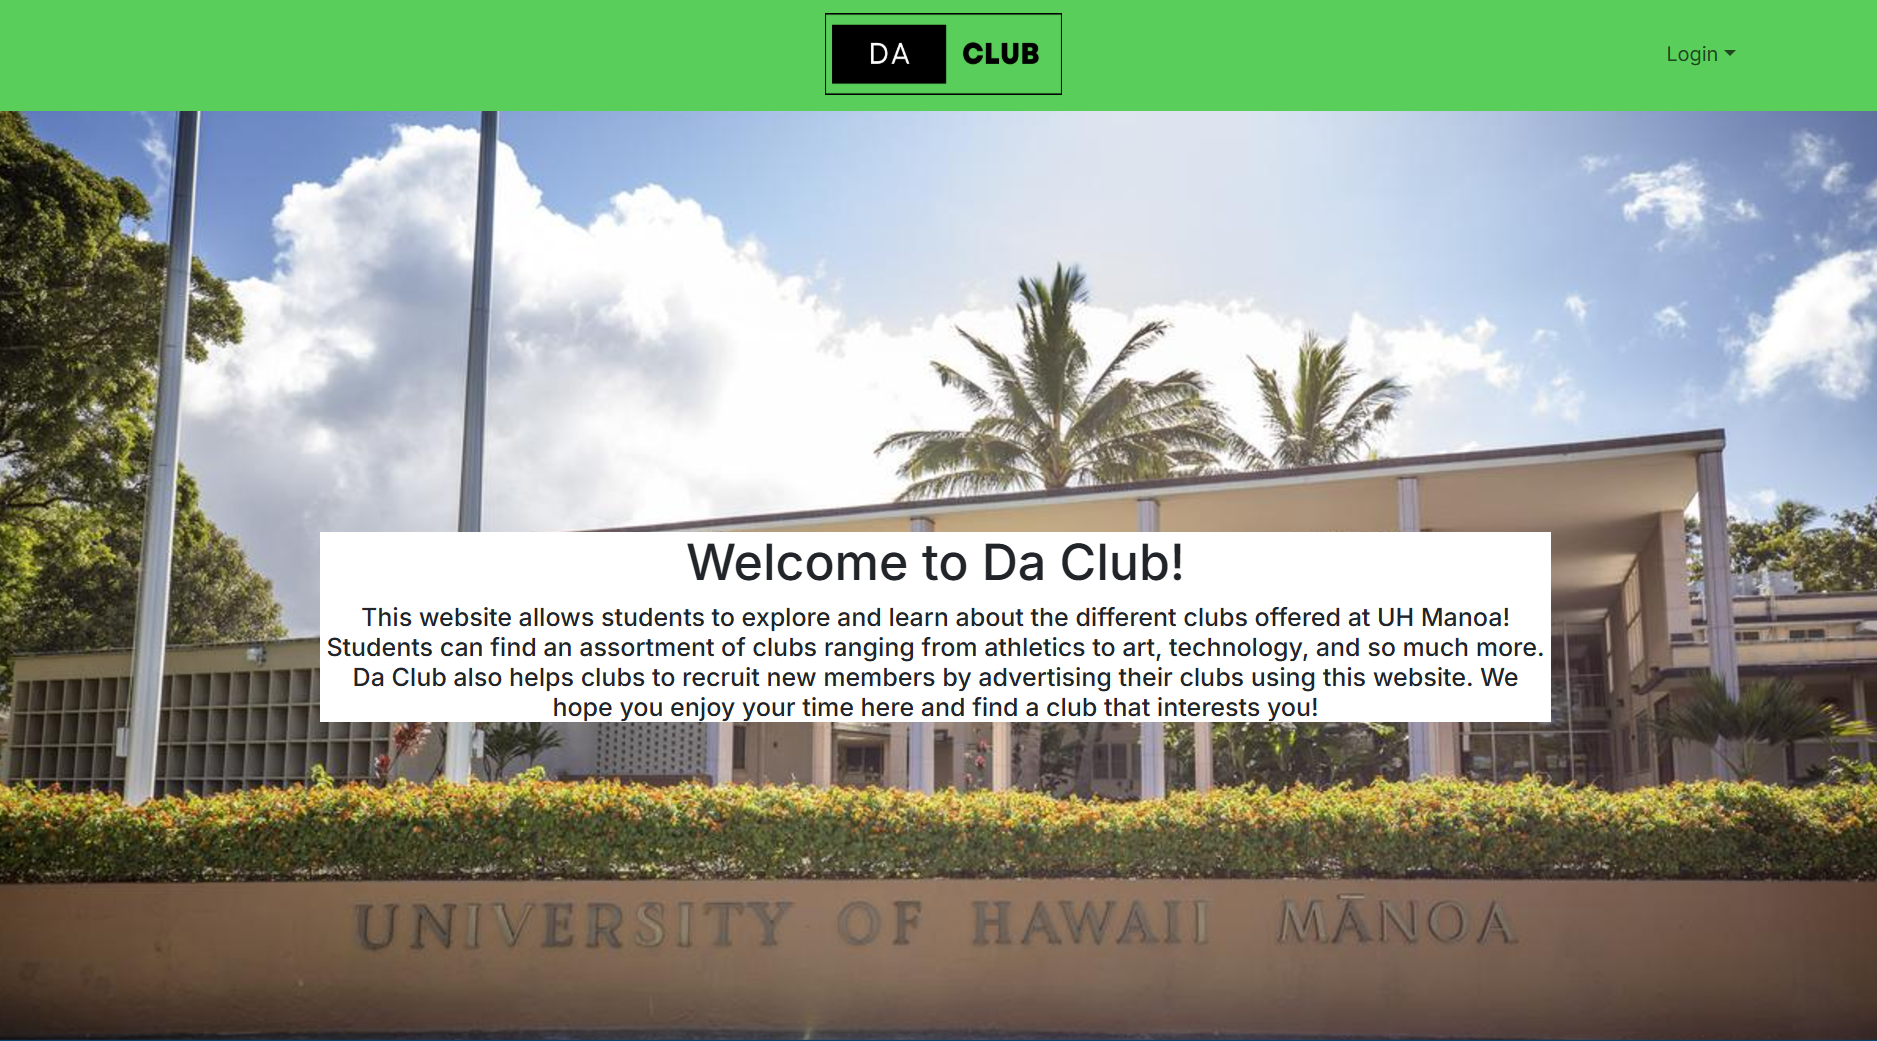 DA CLUB
Login
Welcome to Da Club!
This website allows students to explore and learn about the different clubs offered at UH Manoa!
Students can find an assortment of clubs ranging from athletics to art, technology, and so much more.
Da Club also helps clubs to recruit new members by advertising their clubs using this website. We
hope you enjoy your time here and find a club that interests you!
UNIVERSITY OF HAWAII MĀNOA